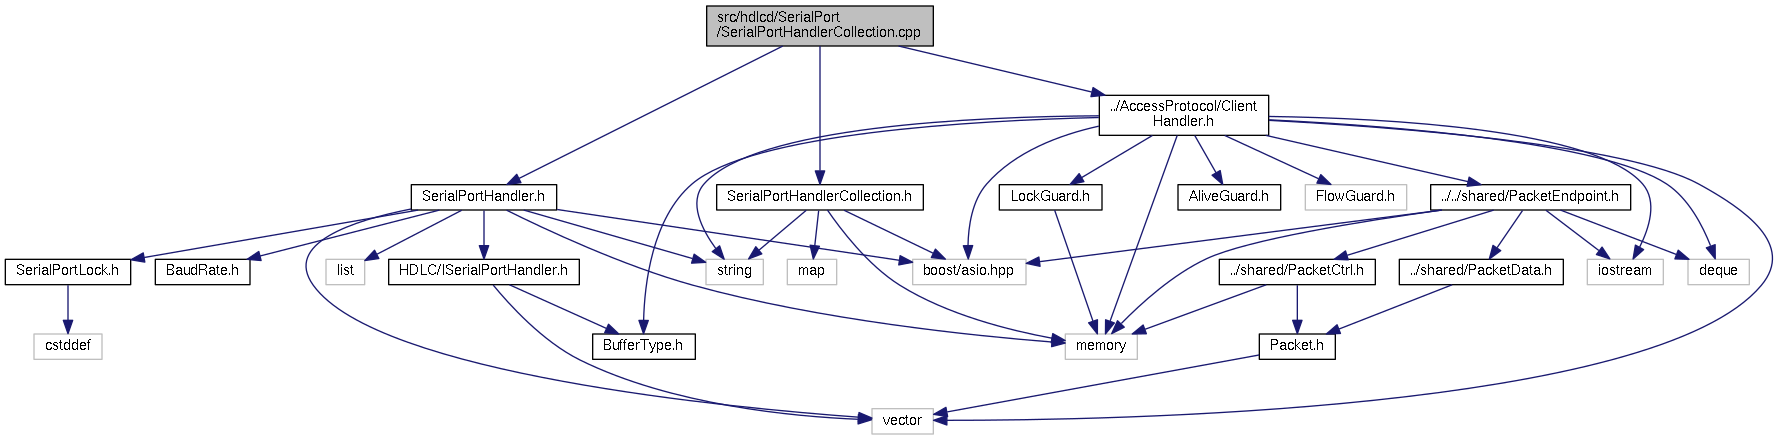 src/hdlcd/SerialPort
/SerialPortHandlerCollection.cpp
../AccessProtocol/Client
Handler.h
SerialPortHandler.h
SerialPortHandlerCollection.h
LockGuard.h
AliveGuard.h
FlowGuard.h
../../shared/PacketEndpoint.h
SerialPortLock.h
BaudRate.h
list
HDLC/ISerialPortHandler.h
string
map
boost/asio.hpp
../shared/PacketCtrl.h
../shared/PacketData.h
iostream
deque
cstddef
BufferType.h
memory
Packet.h
vector